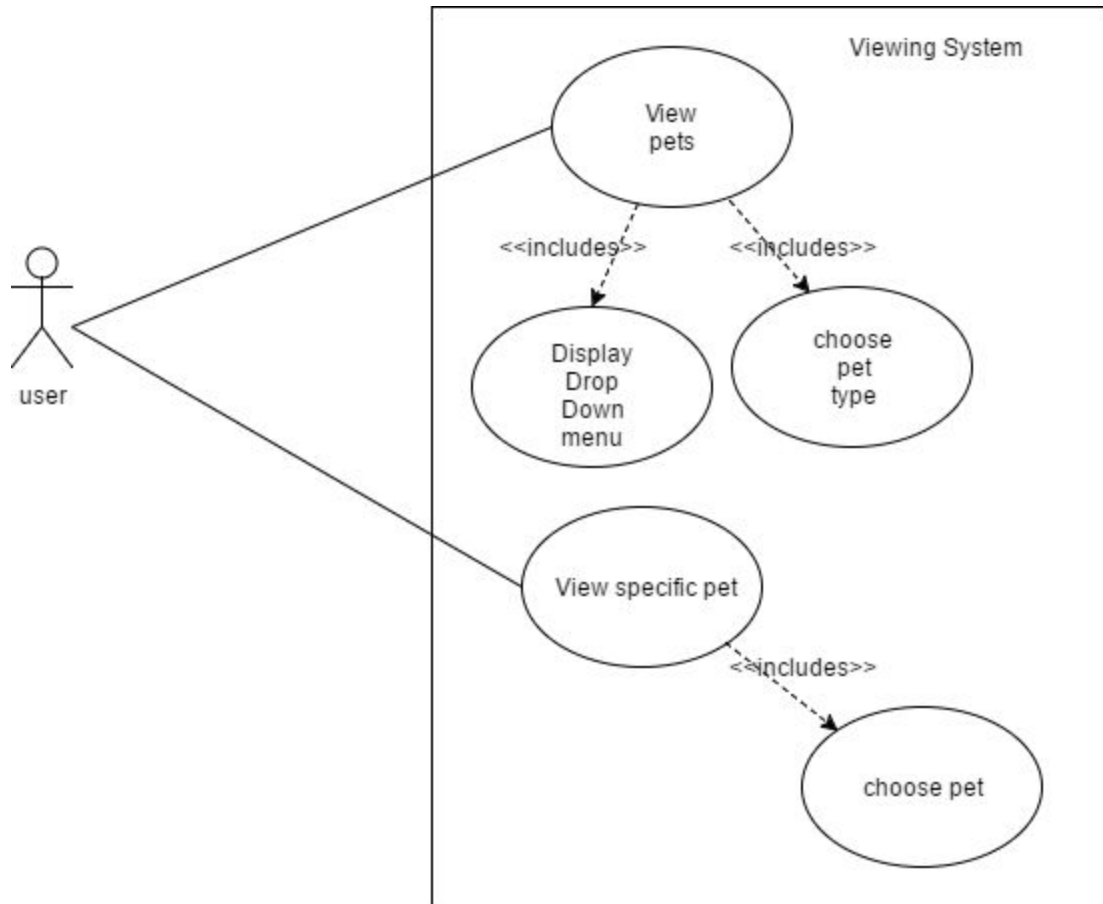 Viewing System
View
pets
<<includes>>
<<includes>>
user
Display
Drop
Down
menu
choose
pet
type
View specific pet
<<includes>>
choose pet